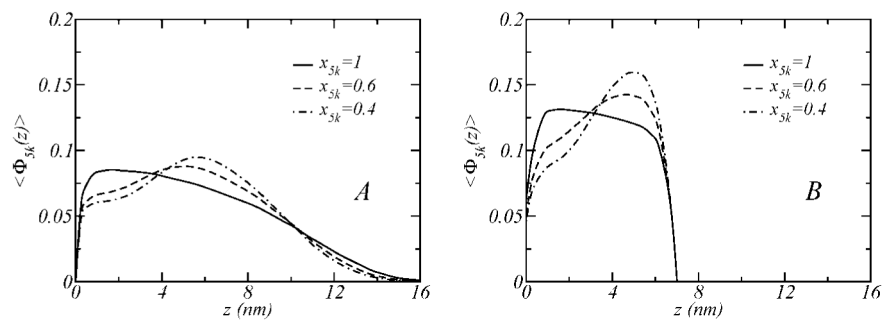 0.2
0.15
0.1
0.05
0
<Φ5k(z)>
x5k=1
x5k=0.6
x5k=0.4
A
0 4 8 12 16
z (nm)
0.2
0.15
0.1
0.05
0
<Φ5k(z)>
x5k=1
x5k=0.6
x5k=0.4
B
0 4 8 12 16
z (nm)